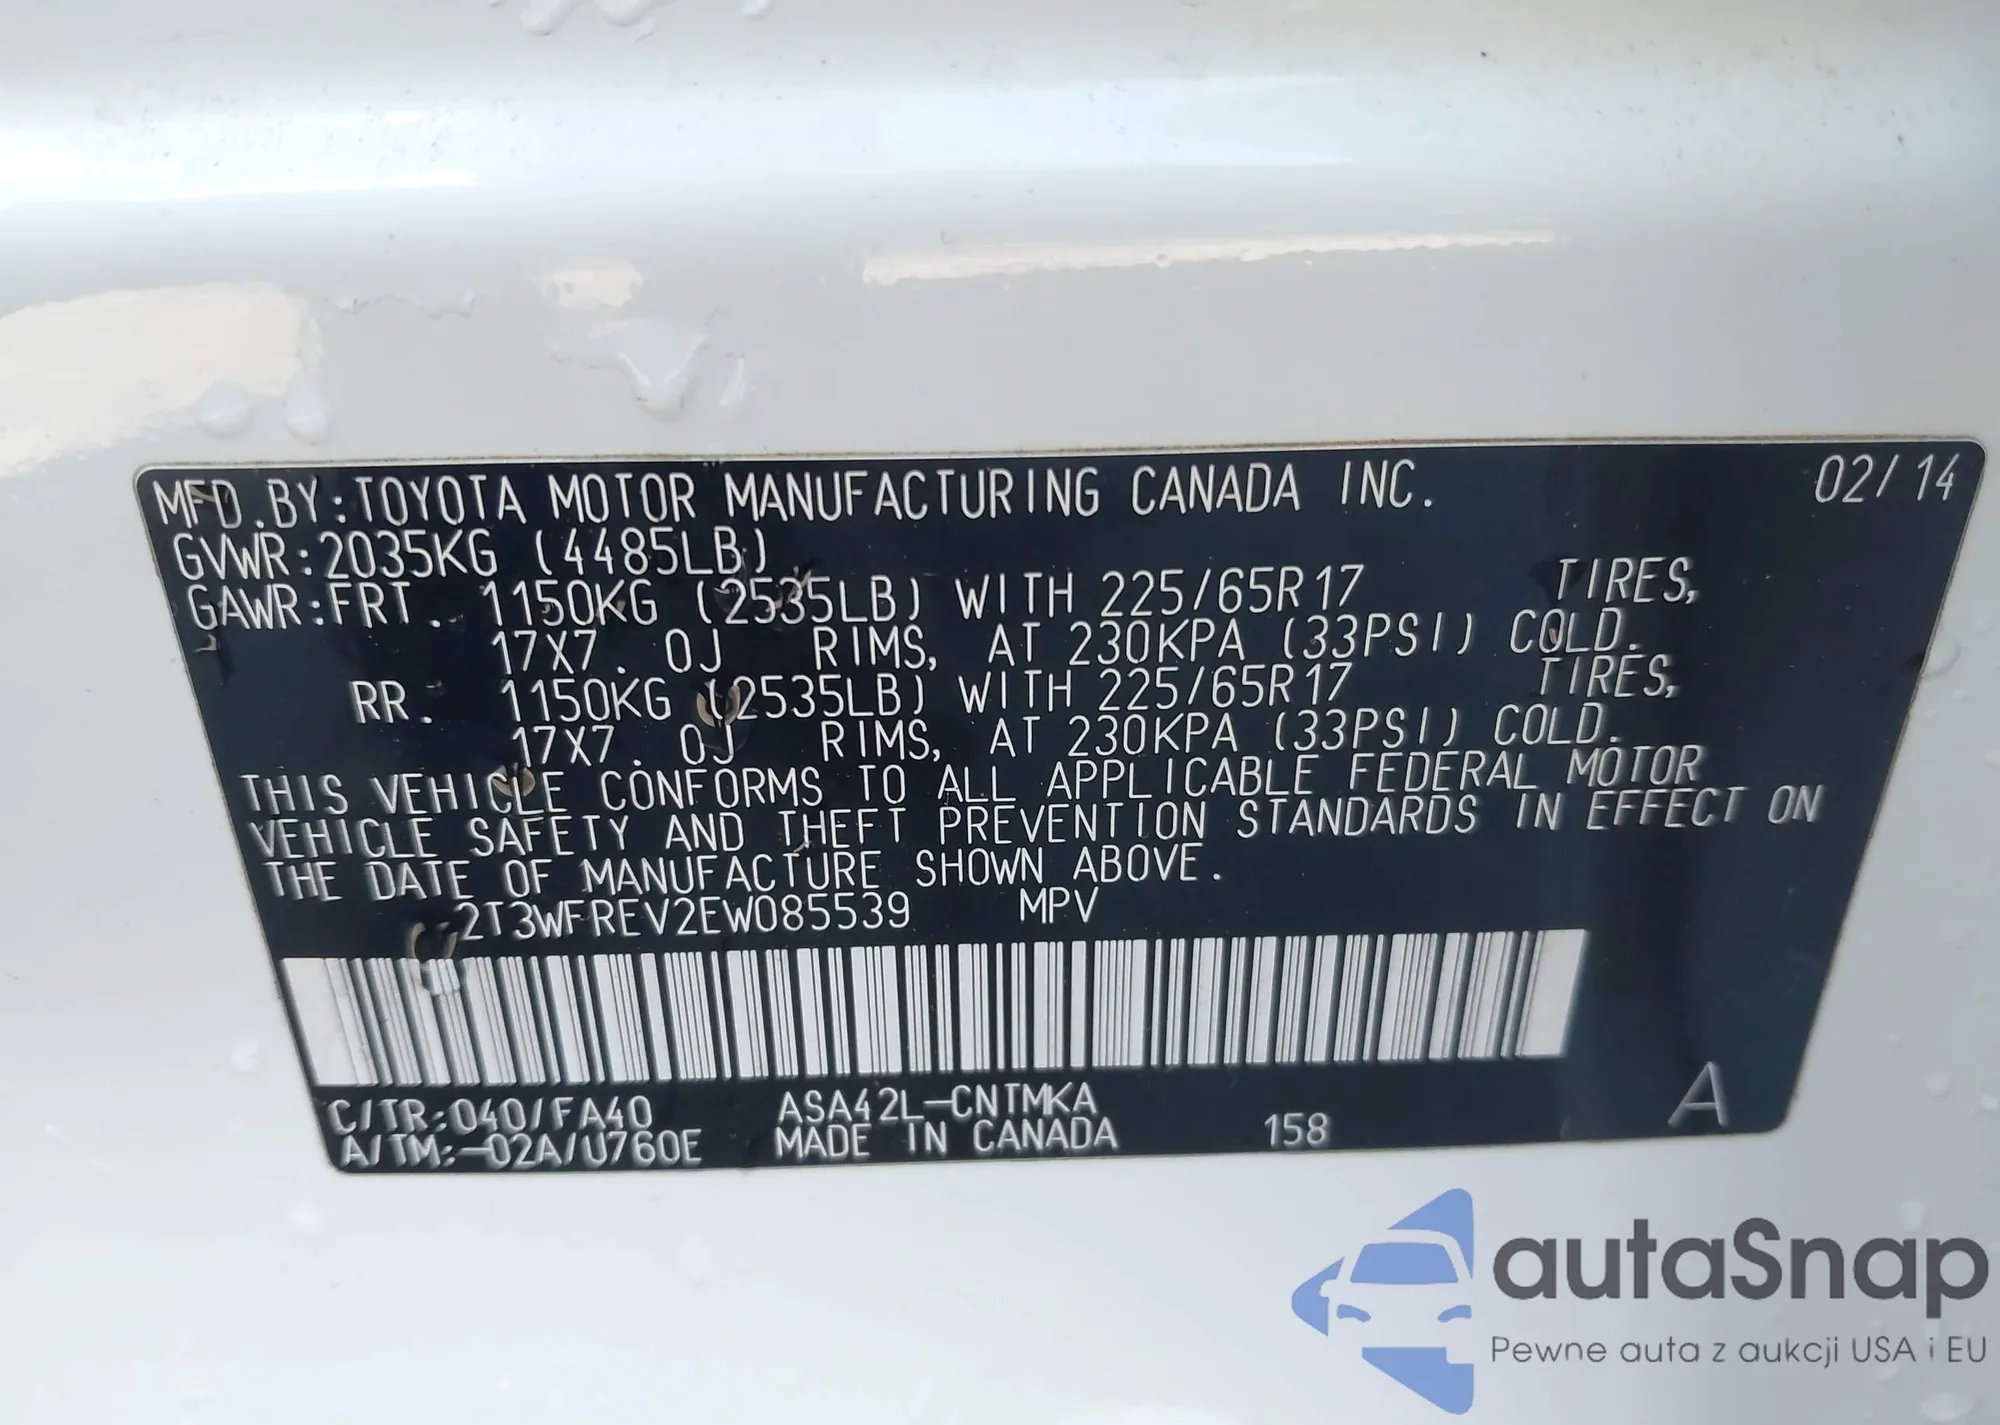 MFD.BY:TOYOTA MOTOR MANUFACTURING CANADA INC. 02/14
GVWR:2035KG (4485LB)
GAWR:FRT. 1150KG (2535LB) WITH 225/65R17 TIRES,
17X7.0J RIMS, AT 230KPA (33PSI) COLD.
RR. 1150KG (2535LB) WITH 225/65R17 TIRES,
17X7.0J RIMS, AT 230KPA (33PSI) COLD.
THIS VEHICLE CONFORMS TO ALL APPLICABLE FEDERAL MOTOR
VEHICLE SAFETY AND THEFT PREVENTION STANDARDS IN EFFECT ON
THE DATE OF MANUFACTURE SHOWN ABOVE.
2T3WFREV2EW085539 MPV
C/TR:040/FA40 ASA42L-CNTMKA
A/TM:-02A/U760E MADE IN CANADA 158 A
autaSnap
Pewne auta z aukcji USA i EU